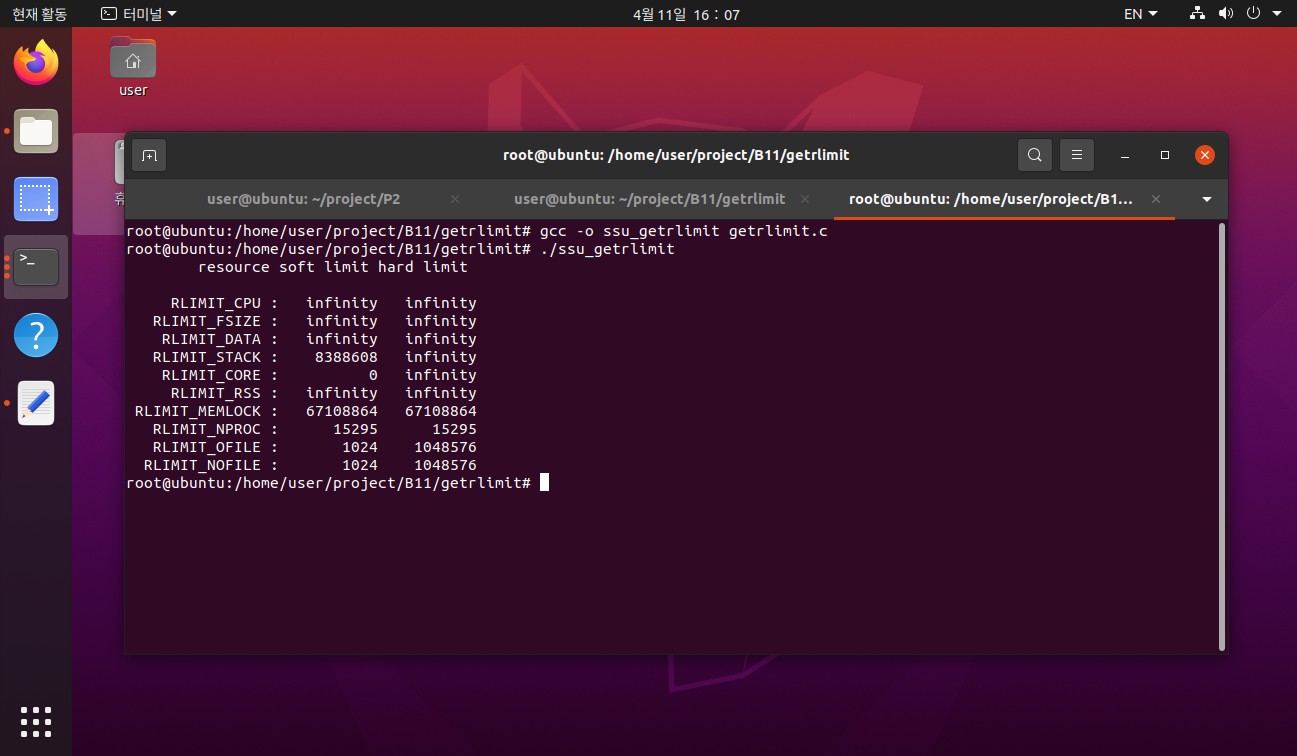 현재 활동 터미널 4월 11일 16 : 07 EN
user
root@ubuntu: /home/user/project/B11/getrlimit
user@ubuntu: ~/project/P2 user@ubuntu: ~/project/B11/getrlimit root@ubuntu: /home/user/project/B1...
root@ubuntu:/home/user/project/B11/getrlimit# gcc -o ssu_getrlimit getrlimit.c
root@ubuntu:/home/user/project/B11/getrlimit# ./ssu_getrlimit
resource soft limit hard limit
RLIMIT_CPU : infinity infinity
RLIMIT_FSIZE : infinity infinity
RLIMIT_DATA : infinity infinity
RLIMIT_STACK : 8388608 infinity
RLIMIT_CORE : 0 infinity
RLIMIT_RSS : infinity infinity
RLIMIT_MEMLOCK : 67108864 67108864
RLIMIT_NPROC : 15295 15295
RLIMIT_OFILE : 1024 1048576
RLIMIT_NOFILE : 1024 1048576
root@ubuntu:/home/user/project/B11/getrlimit#